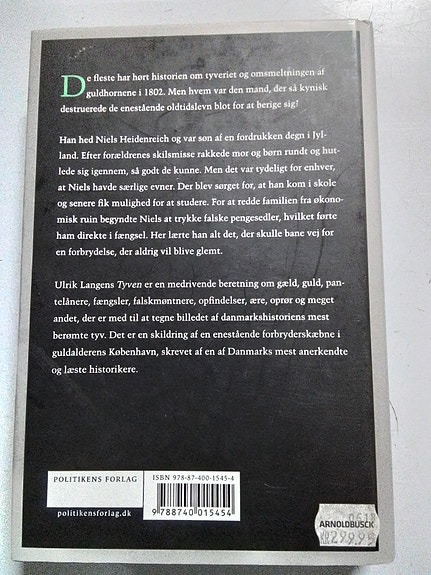 De fleste har hørt historien om tyveriet og omsmeltningen af
guldhornene i 1802. Men hvem var den mand, der så kynisk
destruerede de enestående oldtidslevn blot for at berige sig?
Han hed Niels Heidenreich og var søn af en fordrukken degn i Jyl-
land. Efter forældrenes skilsmisse rakkede mor og børn rundt og hut-
lede sig igennem, så godt de kunne. Men det var tydeligt for enhver,
at Niels havde særlige evner. Der blev sørget for, at han kom i skole
og senere fik mulighed for at studere. For at redde familien fra økono-
misk ruin begyndte Niels at trykke falske pengesedler, hvilket førte
ham direkte i fængsel. Her lærte han alt det, der skulle bane vej for
en forbrydelse, der aldrig vil blive glemt.
Ulrik Langens Tyven er en medrivende beretning om gæld, guld, pan-
telånere, fængsler, falskmøntnere, opfindelser, ære, oprør og meget
andet, der er med til at tegne billedet af danmarkshistoriens mest
berømte tyv. Det er en skildring af en enestående forbryderskæbne i
guldalderens København, skrevet af en af Danmarks mest anerkendte
og læste historikere.
POLITIKENS FORLAG
politikensforlag.dk
ISBN 978-87-400-1545-4
9 788740 015454
0618
ARNOLDBUSCK
299.95